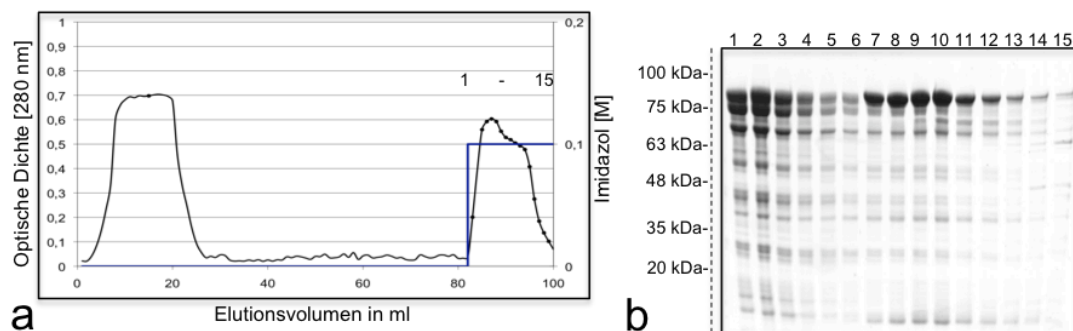 1 2 3 4 5 6 7 8 9 10 11 12 13 14 15
1 0,2
0,9
0,8
1 - 15
0,7
0,6
0,5 0,1
0,4
0,3
0,2
0,1
0 0
0 20 40 60 80 100
Optische Dichte [280 nm]
Imidazol [M]
Elutionsvolumen in ml
a
100 kDa-
75 kDa-
63 kDa-
48 kDa-
35 kDa-
20 kDa-
b